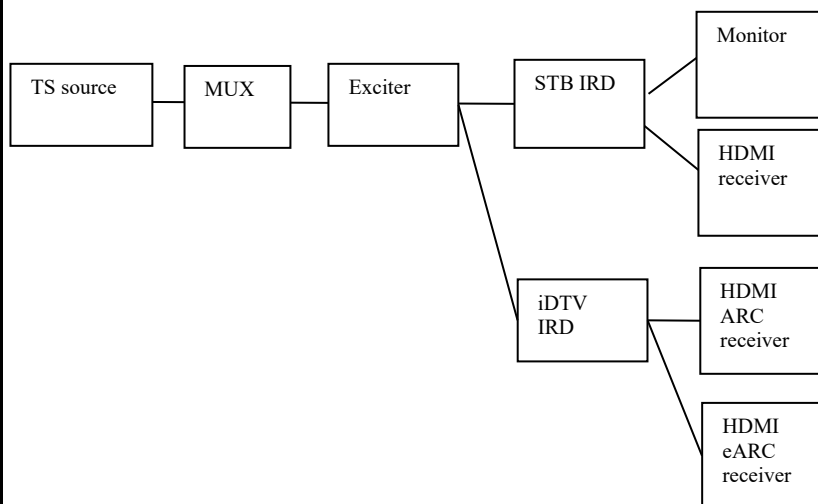 TS source
MUX
Exciter
STB IRD
Monitor
HDMI
receiver
iDTV
IRD
HDMI
ARC
receiver
HDMI
eARC
receiver